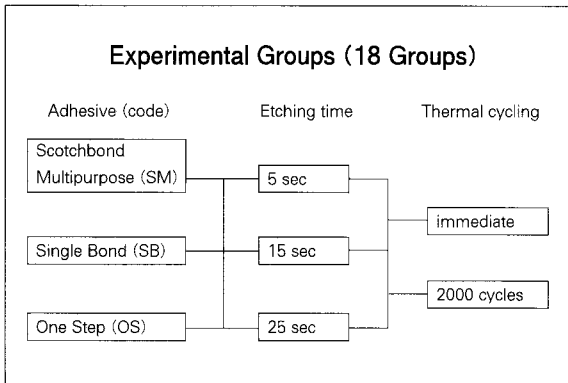 Experimental Groups (18 Groups)
Adhesive (code)
Etching time
Thermal cycling
Scotchbond
Multipurpose (SM)
5 sec
immediate
Single Bond (SB)
15 sec
2000 cycles
One Step (OS)
25 sec